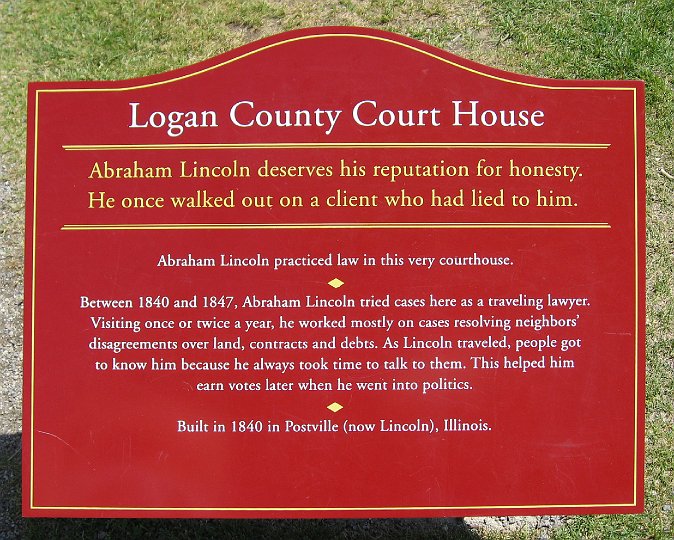 Logan County Court House
Abraham Lincoln deserves his reputation for honesty.
He once walked out on a client who had lied to him.
Abraham Lincoln practiced law in this very courthouse.
Between 1840 and 1847, Abraham Lincoln tried cases here as a traveling lawyer.
Visiting once or twice a year, he worked mostly on cases resolving neighbors’
disagreements over land, contracts and debts. As Lincoln traveled, people got
to know him because he always took time to talk to them. This helped him
earn votes later when he went into politics.
Built in 1840 in Postville (now Lincoln), Illinois.